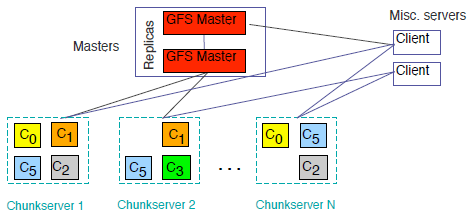 Misc. servers
GFS Master
Client
Masters
Replicas
GFS Master
Client
C0 C1
C5 C2
Chunkserver 1
C1
C5 C3
Chunkserver 2
...
C0 C5
C2
Chunkserver N